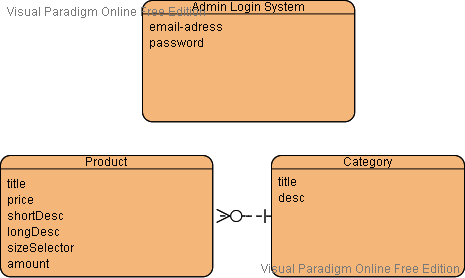 Visual Paradigm Online Free Edition
Admin Login System
email-adress
password
Product
title
price
shortDesc
longDesc
sizeSelector
amount
Category
title
desc
Visual Paradigm Online Free Edition